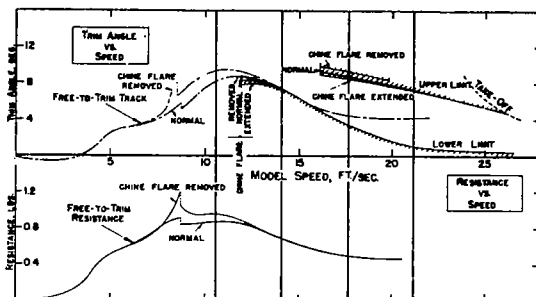 TRIM ANGLE
VS.
SPEED
TRIM ANGLE, DEG.
12
8
4
CHINE FLARE
REMOVED
FREE-TO-TRIM TRACK
NORMAL
REMOVED
NORMAL
EXTENDED
CHINE FLARE
CHINE FLARE REMOVED
NORMAL
UPPER LIMIT
TAKE-OFF
CHINE FLARE EXTENDED
LOWER LIMIT
5
10
15
20
25
MODEL SPEED, FT/SEC.
RESISTANCE
VS.
SPEED
RESISTANCE, LBS.
1.2
0.8
0.4
CHINE FLARE REMOVED
FREE-TO-TRIM
RESISTANCE
NORMAL